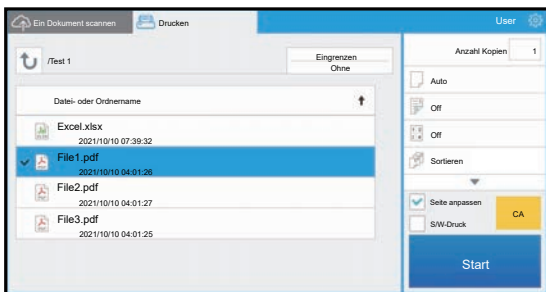 Ein Dokument scannen
Drucken
User
/Test 1
Eingrenzen
Ohne
Anzahl Kopien 1
Datei- oder Ordnername
Excel.xlsx
2021/10/10 07:39:32
File1.pdf
2021/10/10 04:01:26
File2.pdf
2021/10/10 04:01:27
File3.pdf
2021/10/10 04:01:25
Auto
Off
Off
Sortieren
Seite anpassen
S/W-Druck
CA
Start